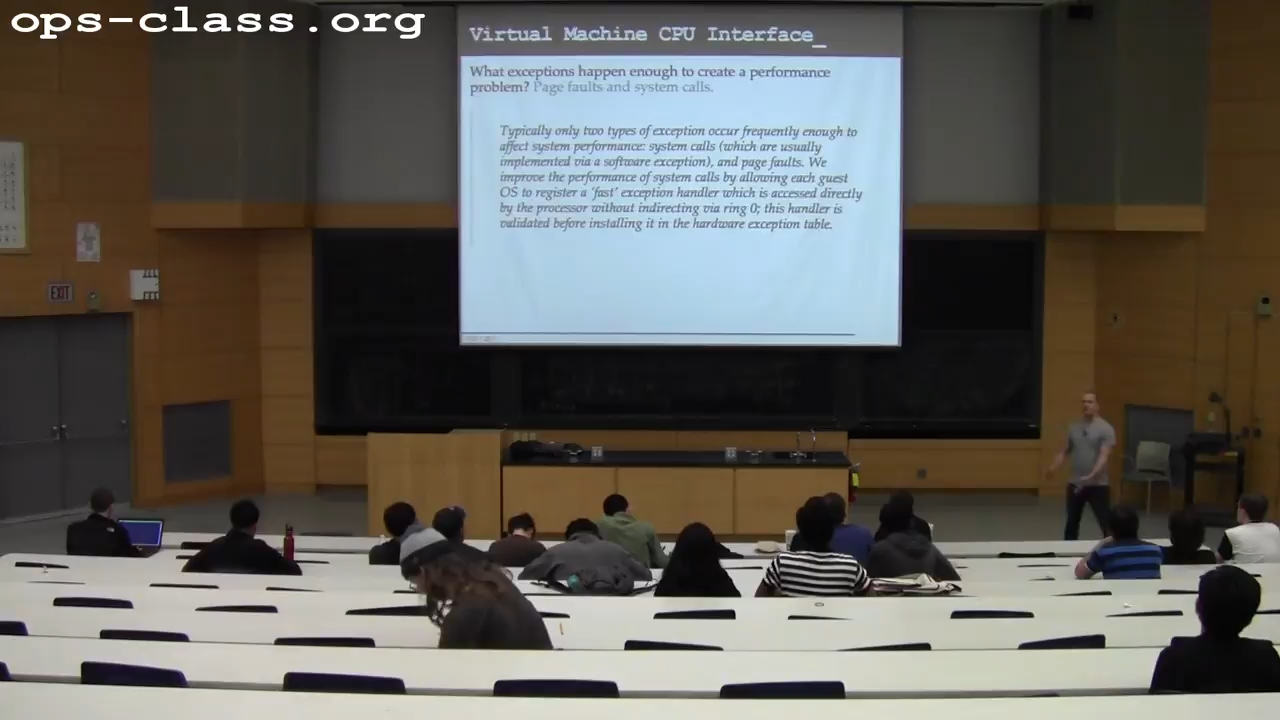 ops-class.org
Virtual Machine CPU Interface_
What exceptions happen enough to create a performance
problem? Page faults and system calls.
Typically only two types of exception occur frequently enough to
affect system performance: system calls (which are usually
implemented via a software exception), and page faults. We
improve the performance of system calls by allowing each guest
OS to register a 'fast' exception handler which is accessed directly
by the processor without indirecting via ring 0; this handler is
validated before installing it in the hardware exception table.
EXIT